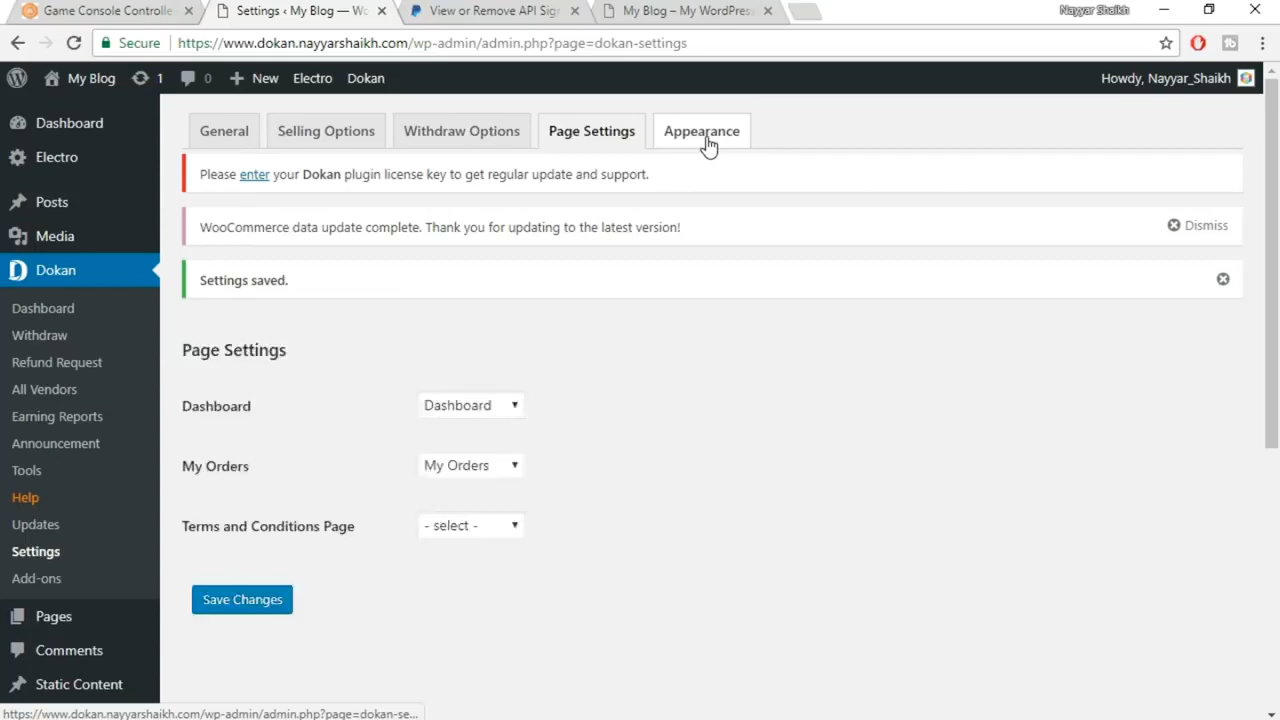 Game Console Controlle
Settings ‹ My Blog — Wo
View or Remove API Sig
My Blog – My WordPress
Nayyar Shaikh
Secure
https://www.dokan.nayyarshaikh.com/wp-admin/admin.php?page=dokan-settings
My Blog
1
0
New
Electro
Dokan
Howdy, Nayyar_Shaikh
Dashboard
Electro
Posts
Media
Dokan
Dashboard
Withdraw
Refund Request
All Vendors
Earning Reports
Announcement
Tools
Help
Updates
Settings
Add-ons
Pages
Comments
Static Content
General
Selling Options
Withdraw Options
Page Settings
Appearance
Please enter your Dokan plugin license key to get regular update and support.
WooCommerce data update complete. Thank you for updating to the latest version!
Dismiss
Settings saved.
Page Settings
Dashboard
Dashboard
My Orders
My Orders
Terms and Conditions Page
- select -
Save Changes
https://www.dokan.nayyarshaikh.com/wp-admin/admin.php?page=dokan-se...